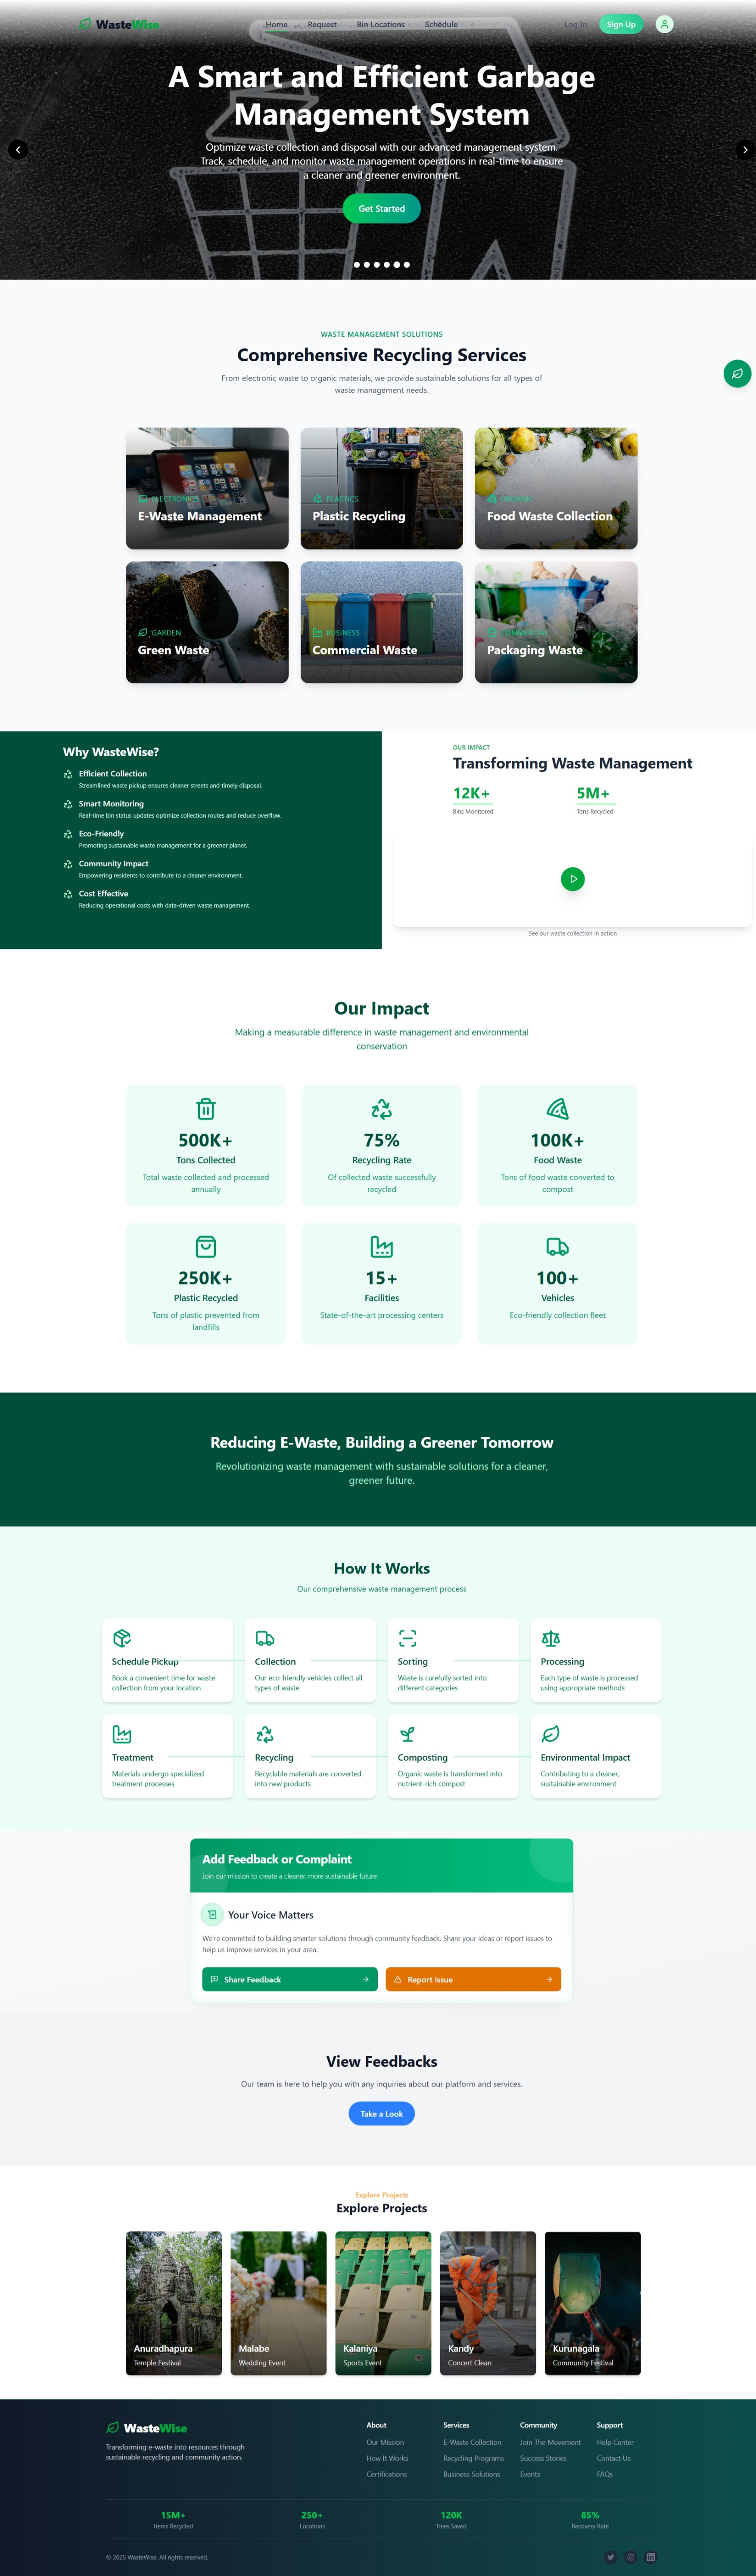 WasteWise
Home Request Bin Locations Schedule
Log In Sign Up
A Smart and Efficient Garbage
Management System
Optimize waste collection and disposal with our advanced management system.
Track, schedule, and monitor waste management operations in real-time to ensure
a cleaner and greener environment.
Get Started
WASTE MANAGEMENT SOLUTIONS
Comprehensive Recycling Services
From electronic waste to organic materials, we provide sustainable solutions for all types of
waste management needs.
ELECTRONICS
E-Waste Management
PLASTICS
Plastic Recycling
ORGANIC
Food Waste Collection
GARDEN
Green Waste
BUSINESS
Commercial Waste
COMMERCIAL
Packaging Waste
Why WasteWise?
Efficient Collection
Streamlined waste pickup ensures cleaner streets and timely disposal.
Smart Monitoring
Real-time bin status updates optimize collection routes and reduce overflow.
Eco-Friendly
Promoting sustainable waste management for a greener planet.
Community Impact
Empowering residents to contribute to a cleaner environment.
Cost Effective
Reducing operational costs with data-driven waste management.
OUR IMPACT
Transforming Waste Management
12K+
Bins Monitored
5M+
Tons Recycled
See our waste collection in action
Our Impact
Making a measurable difference in waste management and environmental
conservation
500K+
Tons Collected
Total waste collected and processed
annually
75%
Recycling Rate
Of collected waste successfully
recycled
100K+
Food Waste
Tons of food waste converted to
compost
250K+
Plastic Recycled
Tons of plastic prevented from
landfills
15+
Facilities
State-of-the-art processing centers
100+
Vehicles
Eco-friendly collection fleet
Reducing E-Waste, Building a Greener Tomorrow
Revolutionizing waste management with sustainable solutions for a cleaner,
greener future.
How It Works
Our comprehensive waste management process
Schedule Pickup
Book a convenient time for waste
collection from your location
Collection
Our eco-friendly vehicles collect all
types of waste
Sorting
Waste is carefully sorted into
different categories
Processing
Each type of waste is processed
using appropriate methods
Treatment
Materials undergo specialized
treatment processes
Recycling
Recyclable materials are converted
into new products
Composting
Organic waste is transformed into
nutrient-rich compost
Environmental Impact
Contributing to a cleaner,
sustainable environment
Add Feedback or Complaint
Join our mission to create a cleaner, more sustainable future
Your Voice Matters
We're committed to building smarter solutions through community feedback. Share your ideas or report issues to
help us improve services in your area.
Share Feedback
Report Issue
View Feedbacks
Our team is here to help you with any inquiries about our platform and services.
Take a Look
Explore Projects
Explore Projects
Anuradhapura
Temple Festival
Malabe
Wedding Event
Kalaniya
Sports Event
Kandy
Concert Clean
Kurunagala
Community Festival
WasteWise
Transforming e-waste into resources through
sustainable recycling and community action.
About
Our Mission
How It Works
Certifications
Services
E-Waste Collection
Recycling Programs
Business Solutions
Community
Join The Movement
Success Stories
Events
Support
Help Center
Contact Us
FAQs
15M+
Items Recycled
250+
Locations
120K
Trees Saved
85%
Recovery Rate
© 2025 WasteWise. All rights reserved.